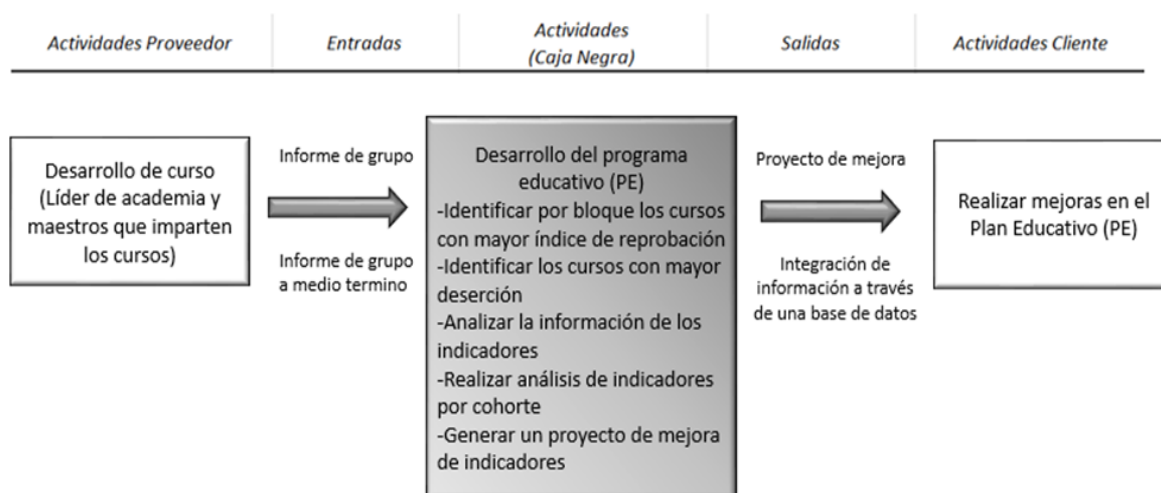 Actividades Proveedor
Entradas
Actividades
(Caja Negra)
Salidas
Actividades Cliente
Desarrollo de curso
(Líder de academia y
maestros que imparten
los cursos)
Informe de grupo
Informe de grupo
a medio termino
Desarrollo del programa
educativo (PE)
-Identificar por bloque los cursos
con mayor índice de reprobación
-Identificar los cursos con mayor
deserción
-Analizar la información de los
indicadores
-Realizar análisis de indicadores
por cohorte
-Generar un proyecto de mejora
de indicadores
Proyecto de mejora
Integración de
información a través
de una base de datos
Realizar mejoras en el
Plan Educativo (PE)